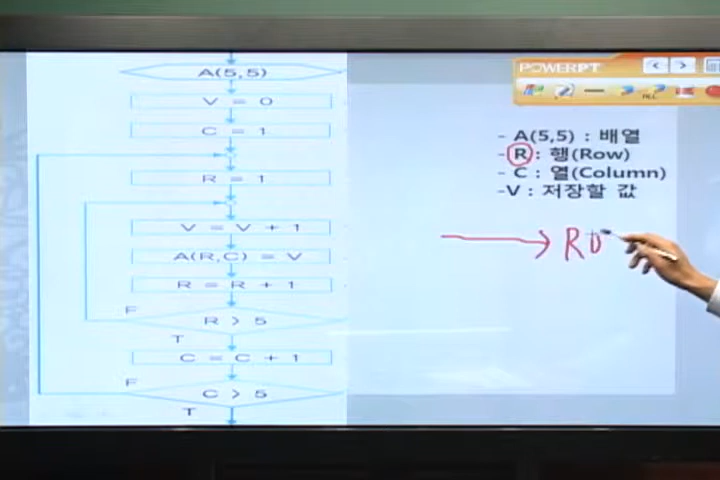 A(5,5)
V = 0
C = 1
R = 1
V = V + 1
A(R,C) = V
R = R + 1
F
R > 5
T
C = C + 1
F
C > 5
T
POWERPT
- A(5,5) : 배열
- R : 행(Row)
- C : 열(Column)
-V : 저장할 값
R